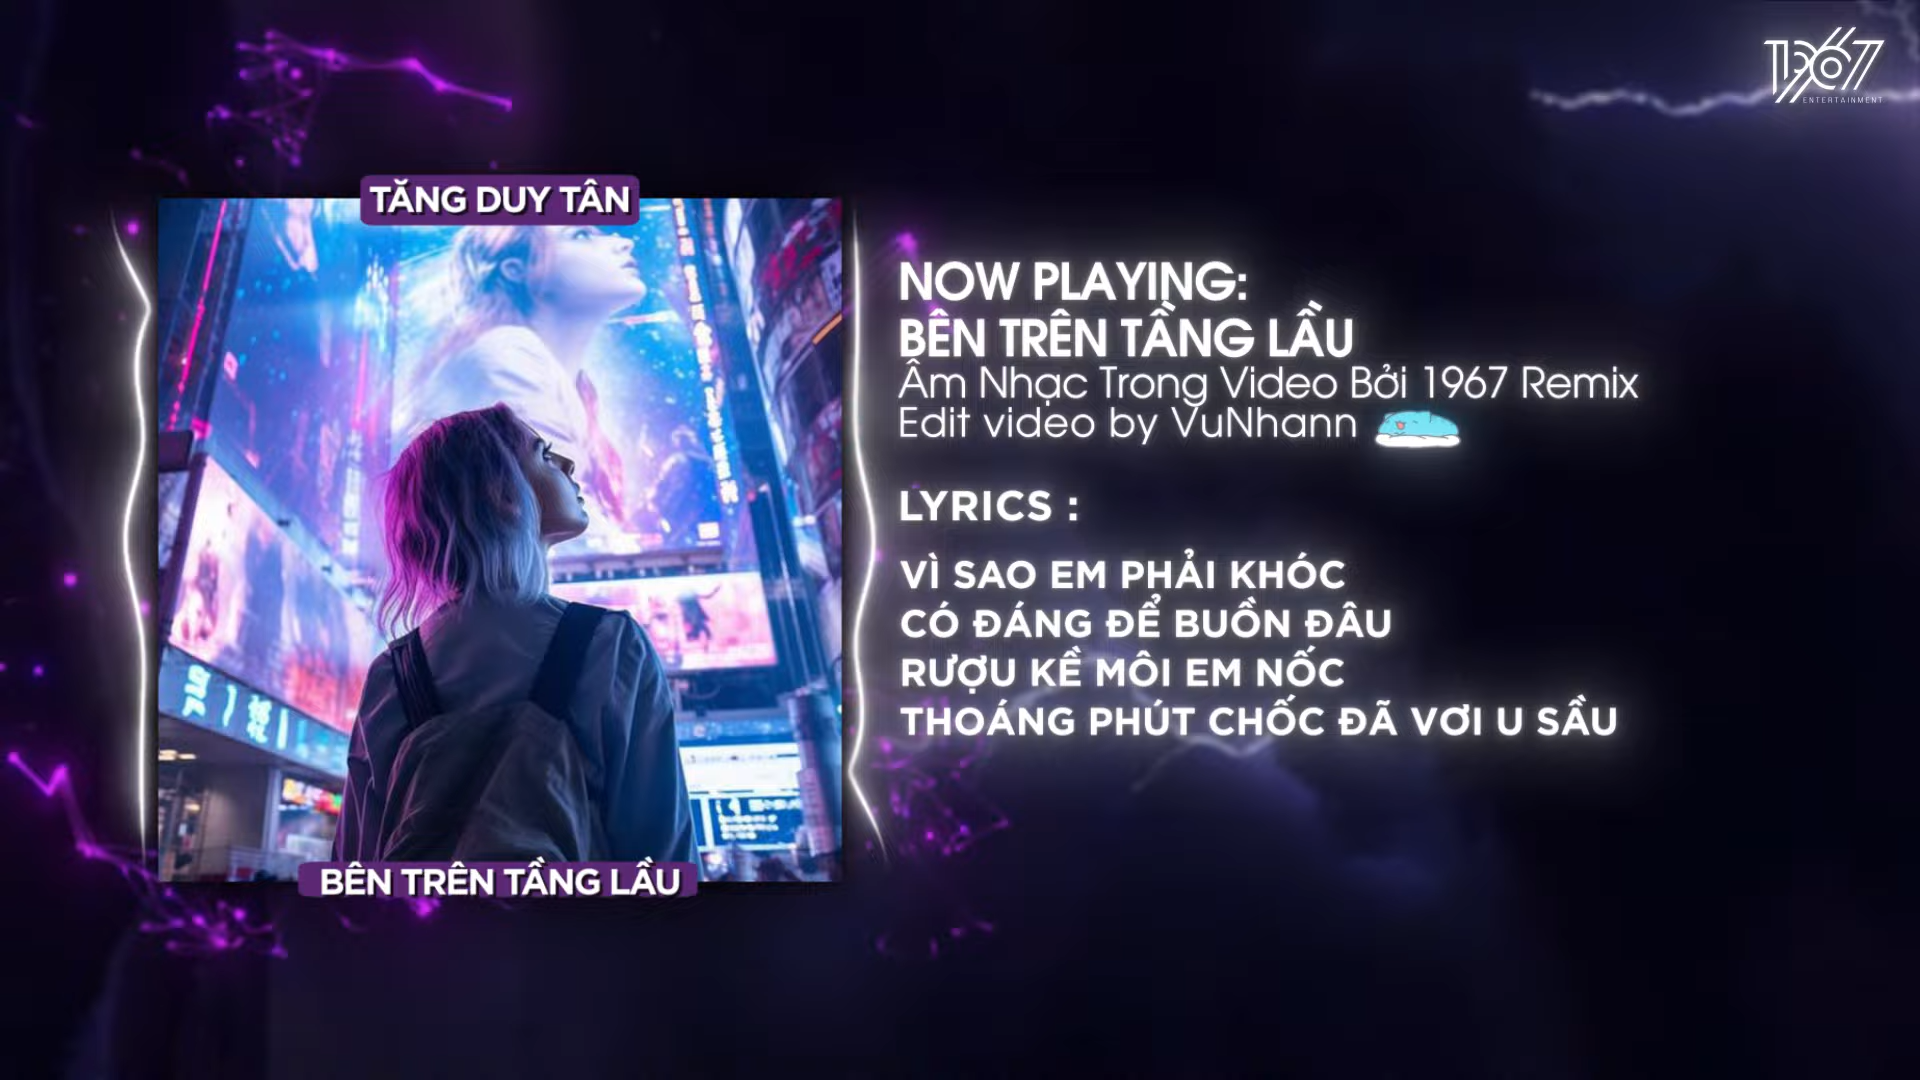 1967
ENTERTAINMENT
TĂNG DUY TÂN
NOW PLAYING:
BÊN TRÊN TẦNG LẦU
Âm Nhạc Trong Video Bởi 1967 Remix
Edit video by VuNhann
LYRICS :
VÌ SAO EM PHẢI KHÓC
CÓ ĐÁNG ĐỂ BUỒN ĐÂU
RƯỢU KỀ MÔI EM NỐC
THOÁNG PHÚT CHỐC ĐÃ VƠI U SẦU
BÊN TRÊN TẦNG LẦU